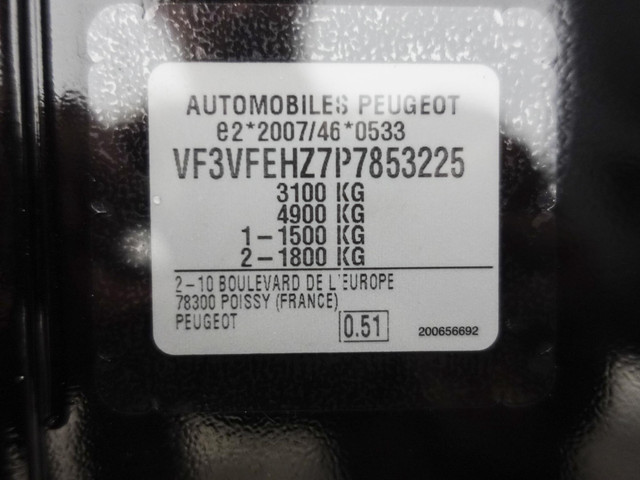 AUTOMOBILES PEUGEOT
e2*2007/46*0533
VF3VFEHZ7P7853225
3100 KG
4900 KG
1-1500 KG
2-1800 KG
2-10 BOULEVARD DE L'EUROPE
78300 POISSY (FRANCE)
PEUGEOT
0.51
200656692